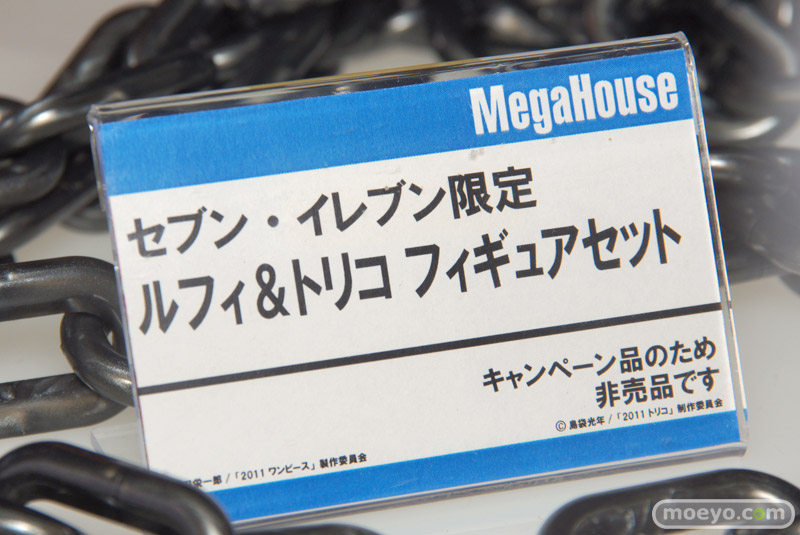 MegaHouse
セブン・イレブン限定
ルフィ&トリコ フィギュアセット
キャンペーン品のため
非売品です
© 島袋光年/「2011 トリコ」制作委員会
栄一郎/「2011 ワンピース」製作委員会
moeyo.com